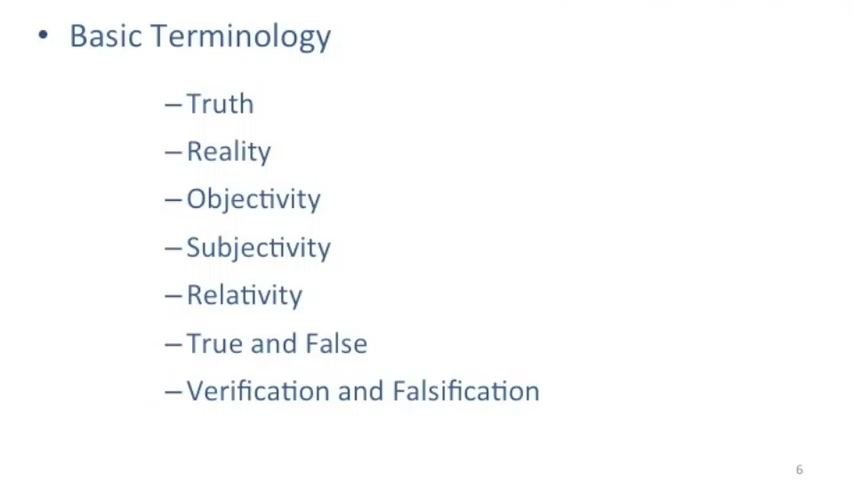 • Basic Terminology
– Truth
– Reality
– Objectivity
– Subjectivity
– Relativity
– True and False
– Verification and Falsification
6